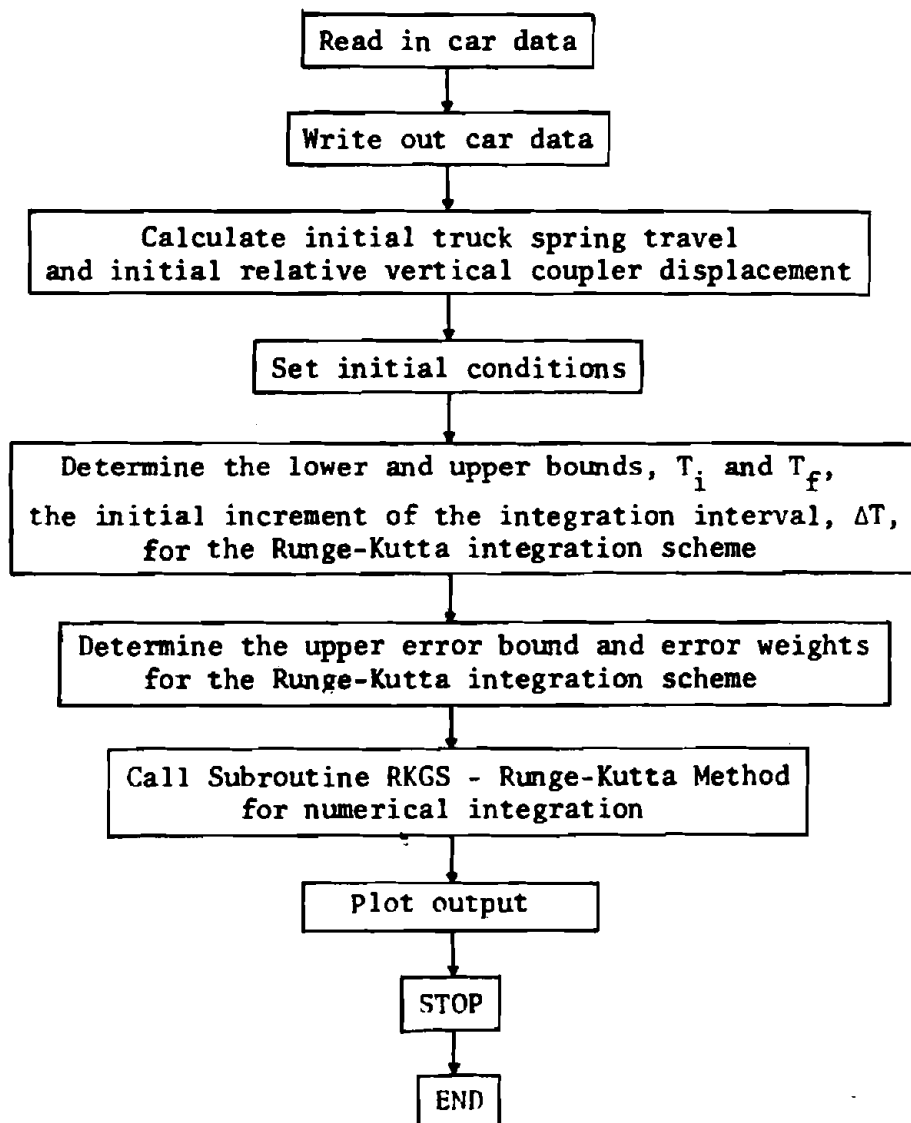 Read in car data
Write out car data
Calculate initial truck spring travel
and initial relative vertical coupler displacement
Set initial conditions
Determine the lower and upper bounds, T_i and T_f,
the initial increment of the integration interval, ΔT,
for the Runge-Kutta integration scheme
Determine the upper error bound and error weights
for the Runge-Kutta integration scheme
Call Subroutine RKGS - Runge-Kutta Method
for numerical integration
Plot output
STOP
END